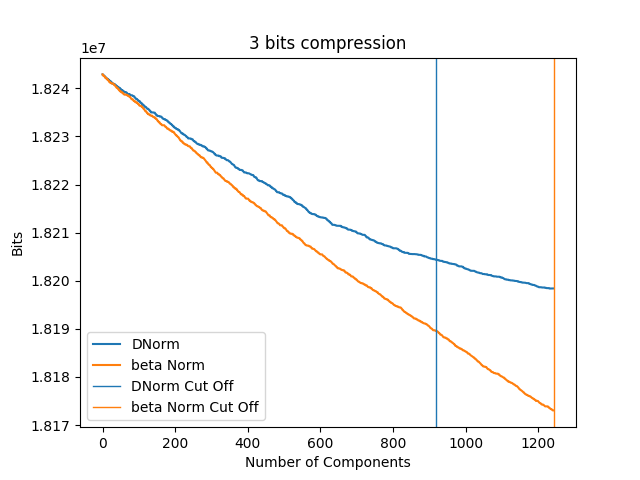 3 bits compression
1e7
1.824
1.823
1.822
1.821
1.820
1.819
1.818
1.817
Bits
DNorm
beta Norm
DNorm Cut Off
beta Norm Cut Off
0 200 400 600 800 1000 1200
Number of Components